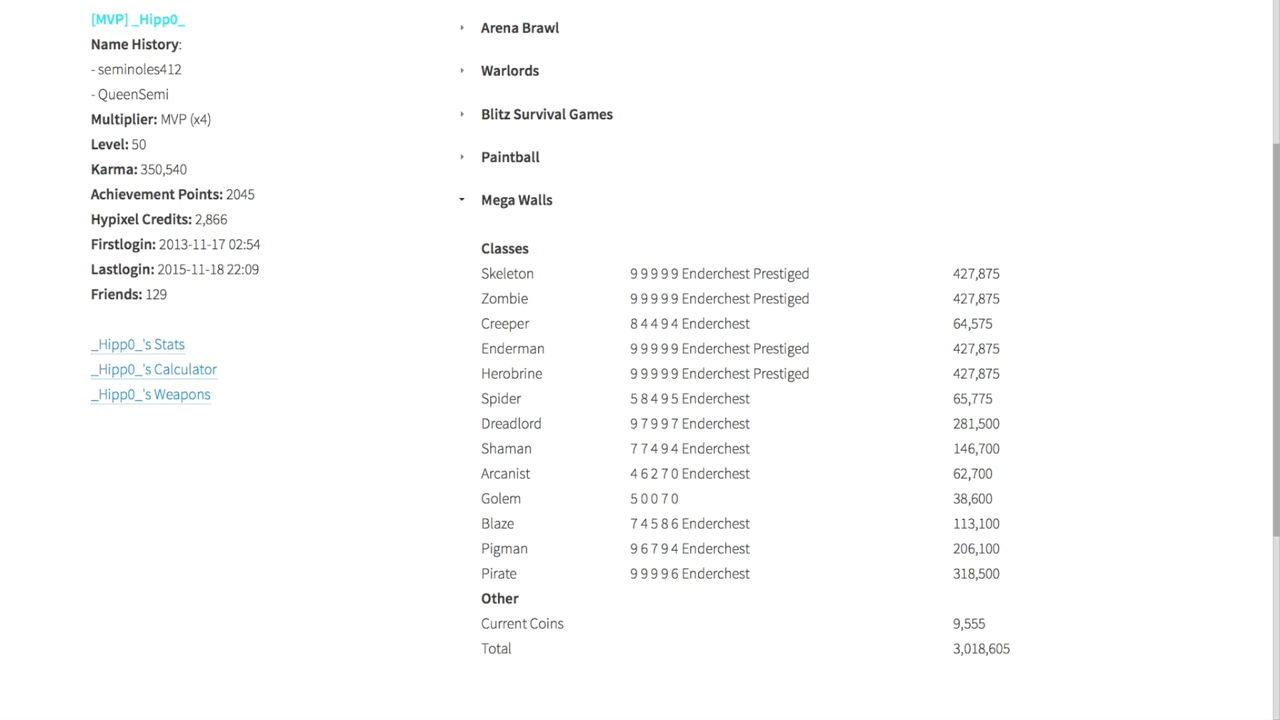 [MVP] _Hipp0_
Name History:
- seminoles412
- QueenSemi
Multiplier: MVP (x4)
Level: 50
Karma: 350,540
Achievement Points: 2045
Hypixel Credits: 2,866
Firstlogin: 2013-11-17 02:54
Lastlogin: 2015-11-18 22:09
Friends: 129
_Hipp0_'s Stats
_Hipp0_'s Calculator
_Hipp0_'s Weapons
Arena Brawl
Warlords
Blitz Survival Games
Paintball
Mega Walls
Classes
Skeleton 9 9 9 9 9 Enderchest Prestiged 427,875
Zombie 9 9 9 9 9 Enderchest Prestiged 427,875
Creeper 8 4 4 9 4 Enderchest 64,575
Enderman 9 9 9 9 9 Enderchest Prestiged 427,875
Herobrine 9 9 9 9 9 Enderchest Prestiged 427,875
Spider 5 8 4 9 5 Enderchest 65,775
Dreadlord 9 7 9 9 7 Enderchest 281,500
Shaman 7 7 4 9 4 Enderchest 146,700
Arcanist 4 6 2 7 0 Enderchest 62,700
Golem 5 0 0 7 0 38,600
Blaze 7 4 5 8 6 Enderchest 113,100
Pigman 9 6 7 9 4 Enderchest 206,100
Pirate 9 9 9 9 6 Enderchest 318,500
Other
Current Coins 9,555
Total 3,018,605